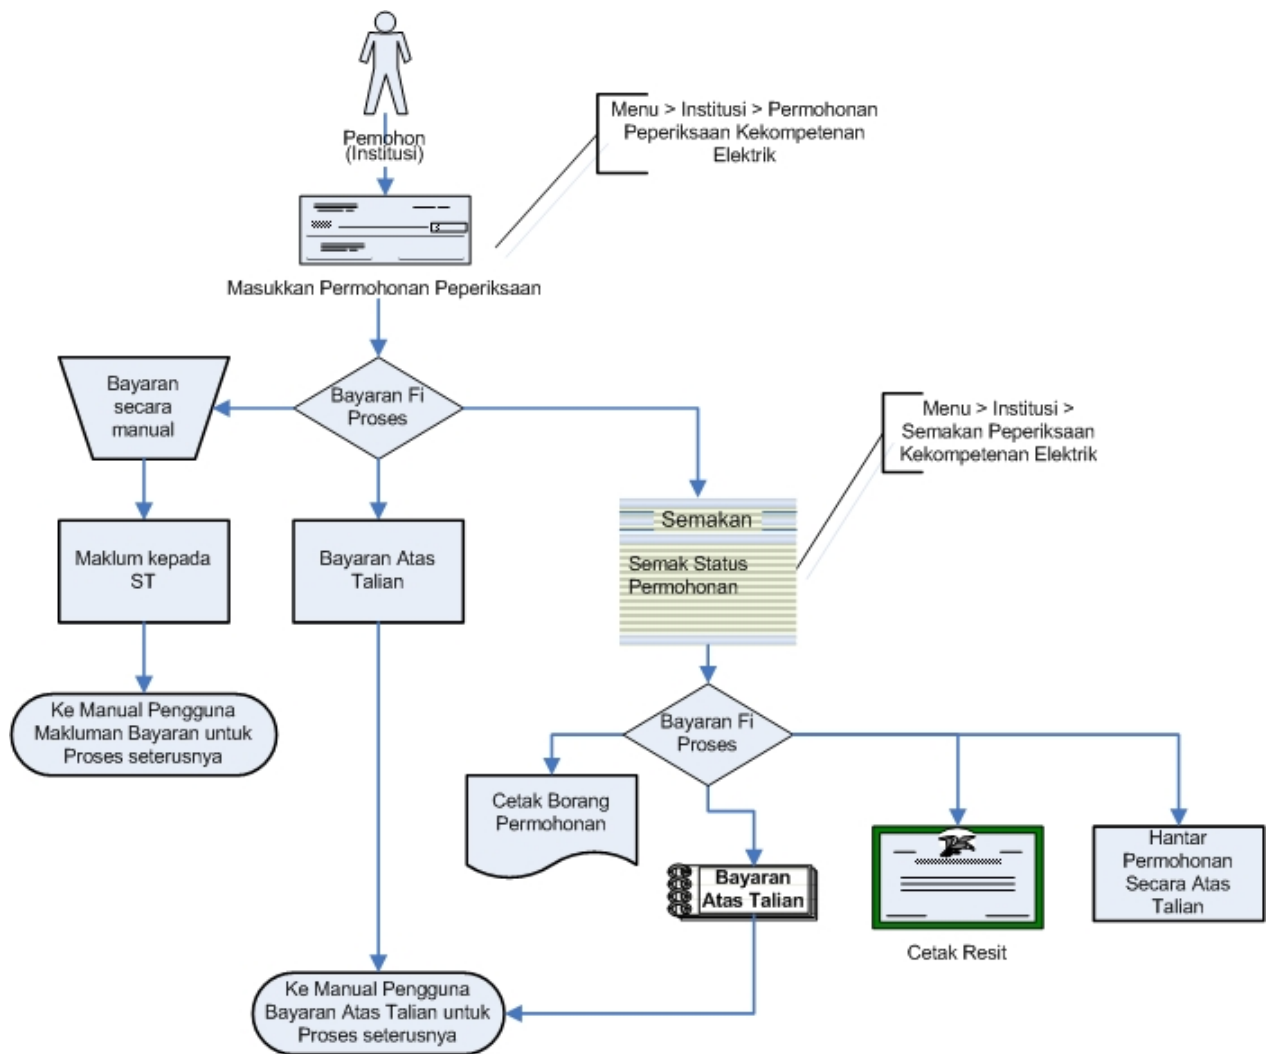 Pemohon
(Institusi)
Menu > Institusi > Permohonan
Peperiksaan Kekompetenan
Elektrik
Masukkan Permohonan Peperiksaan
Bayaran
secara
manual
Bayaran Fi
Proses
Menu > Institusi >
Semakan Peperiksaan
Kekompetenan Elektrik
Maklum kepada
ST
Bayaran Atas
Talian
Semakan
Semak Status
Permohonan
Ke Manual Pengguna
Makluman Bayaran untuk
Proses seterusnya
Bayaran Fi
Proses
Cetak Borang
Permohonan
Bayaran
Atas Talian
Cetak Resit
Hantar
Permohonan
Secara Atas
Talian
Ke Manual Pengguna
Bayaran Atas Talian untuk
Proses seterusnya